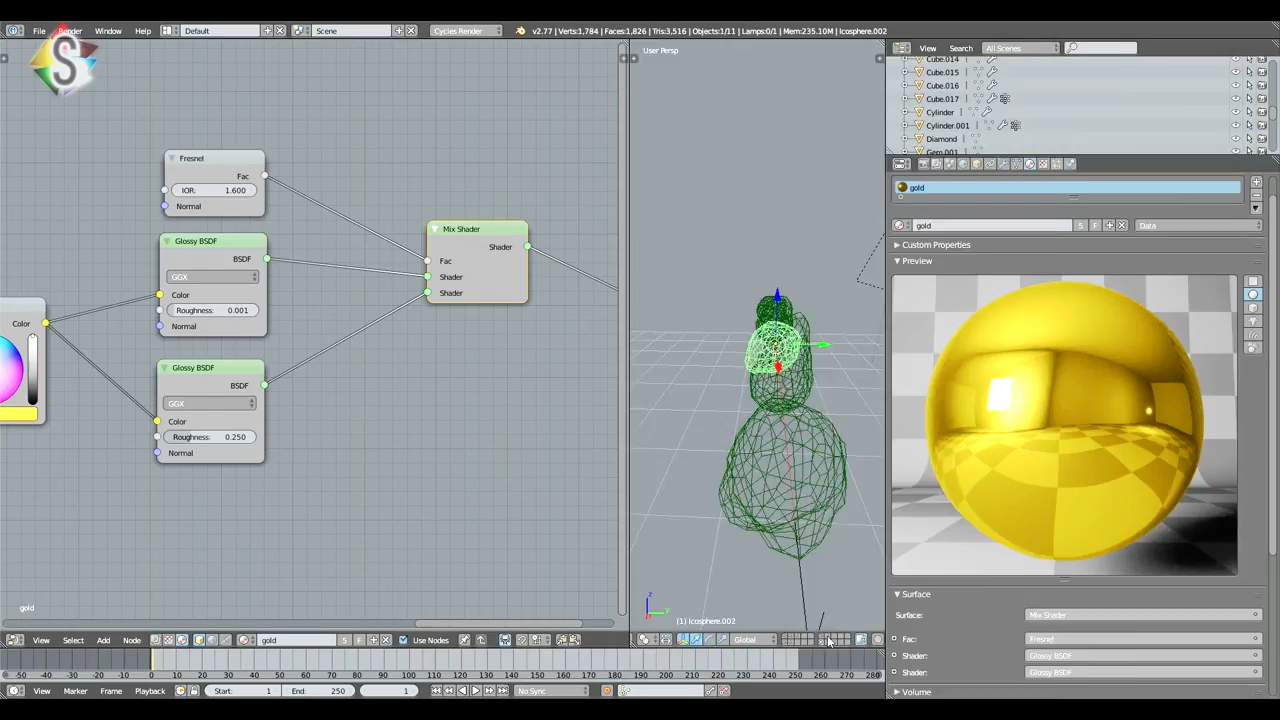 S
File Render Window Help Default Scene Cycles Render v2.77 | Verts:1,784 | Faces:1,826 | Tris:3,516 | Objects:1/11 | Lamps:0/1 | Mem:235.10M | Icosphere.002
User Persp
View Search All Scenes
Cube.014
Cube.015
Cube.016
Cube.017
Cylinder
Cylinder.001
Diamond
Gem.001
gold
gold 5 F Data
Custom Properties
Preview
Fresnel
Fac
IOR: 1.600
Normal
Glossy BSDF
BSDF
GGX
Color
Roughness: 0.001
Normal
Glossy BSDF
BSDF
GGX
Color
Roughness: 0.250
Normal
Color
Mix Shader
Shader
Fac
Shader
Shader
Surface
Surface: Mix Shader
Fac: Fresnel
Shader: Glossy BSDF
Shader: Glossy BSDF
Volume
gold
z
y
(1) Icosphere.002
View Select Add Node gold 5 F Use Nodes
Global
-50 -40 -30 -20 -10 0 10 20 30 40 50 60 70 80 90 100 110 120 130 140 150 160 170 180 190 200 210 220 230 240 250 260 270 280
View Marker Frame Playback Start: 1 End: 250 1 No Sync